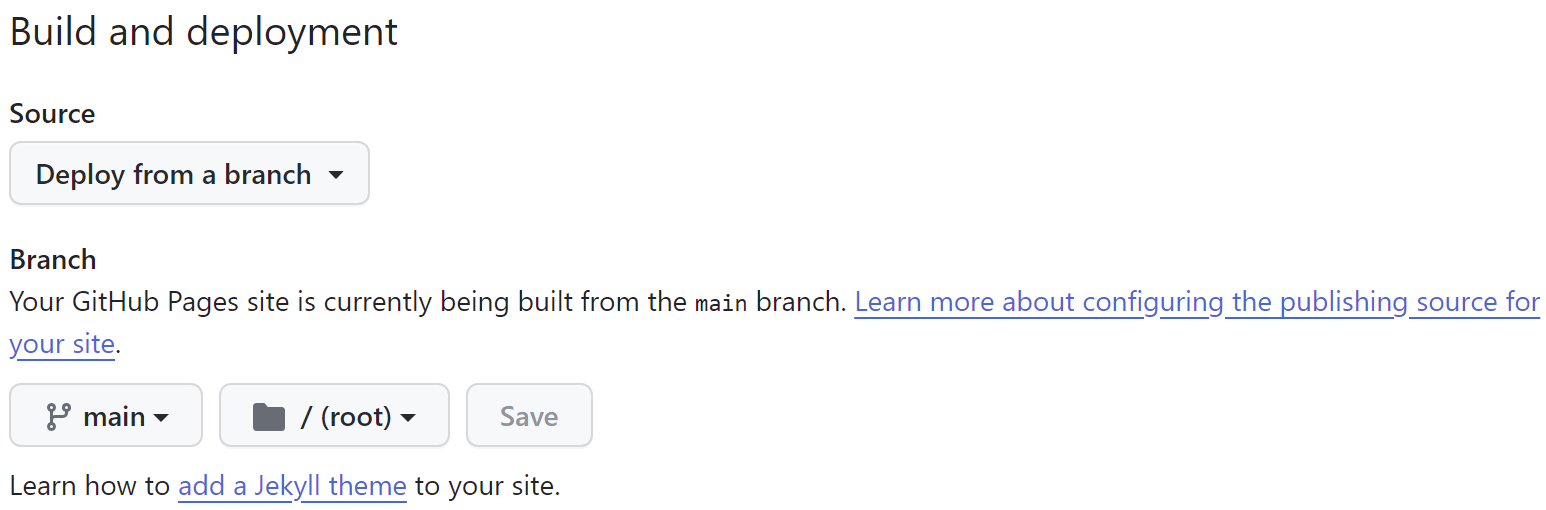 Build and deployment
Source
Deploy from a branch
Branch
Your GitHub Pages site is currently being built from the main branch. Learn more about configuring the publishing source for
your site.
main / (root) Save
Learn how to add a Jekyll theme to your site.